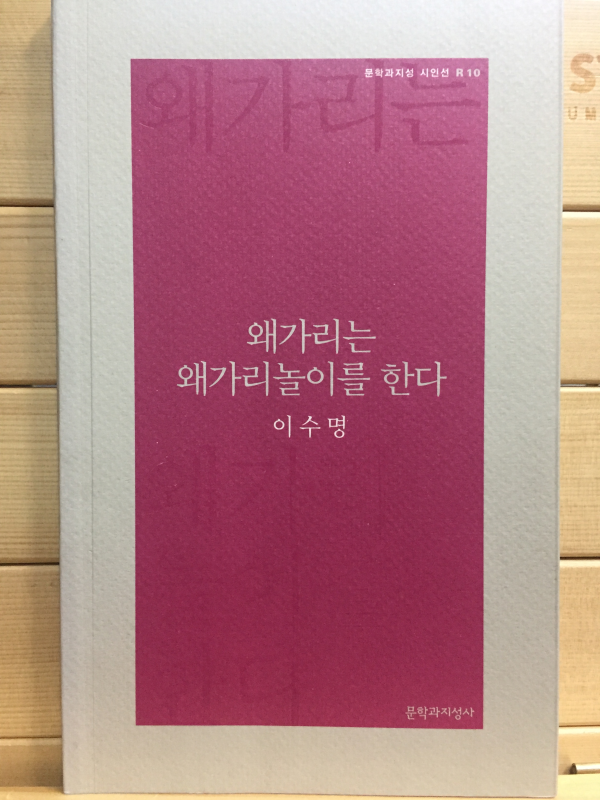 문학과지성 시인선 R 10
왜가리는
왜가리는
왜가리놀이를 한다
이수명
문학과지성사